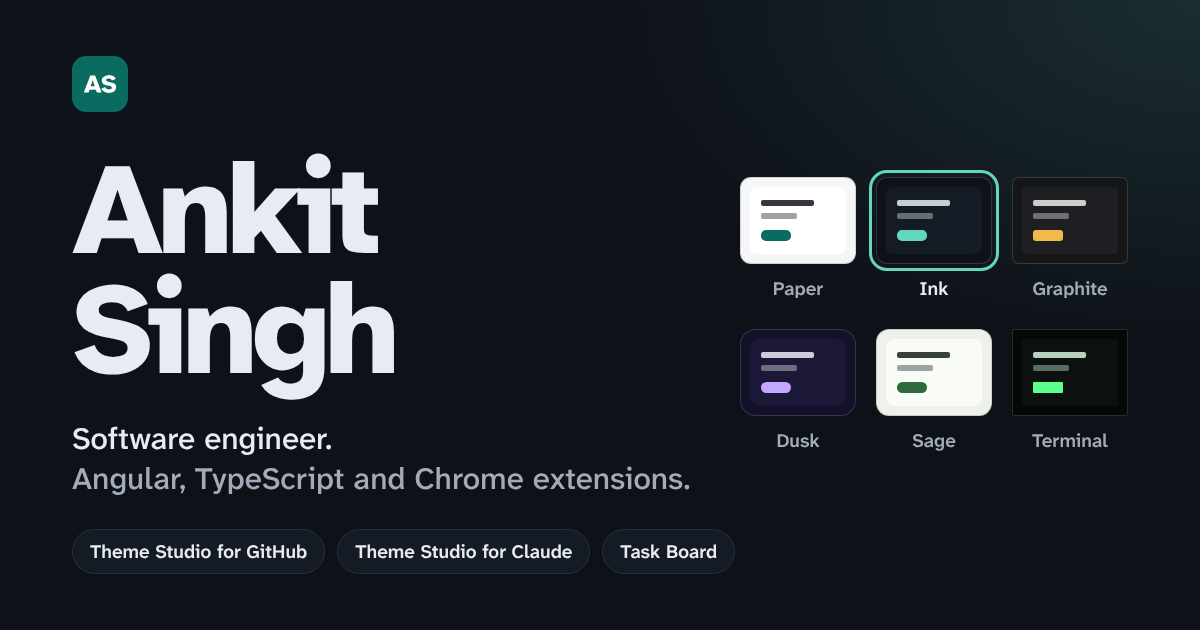 AS
Ankit
Singh
Software engineer.
Angular, TypeScript and Chrome extensions.
Theme Studio for GitHub
Theme Studio for Claude
Task Board
Paper
Ink
Graphite
Dusk
Sage
Terminal